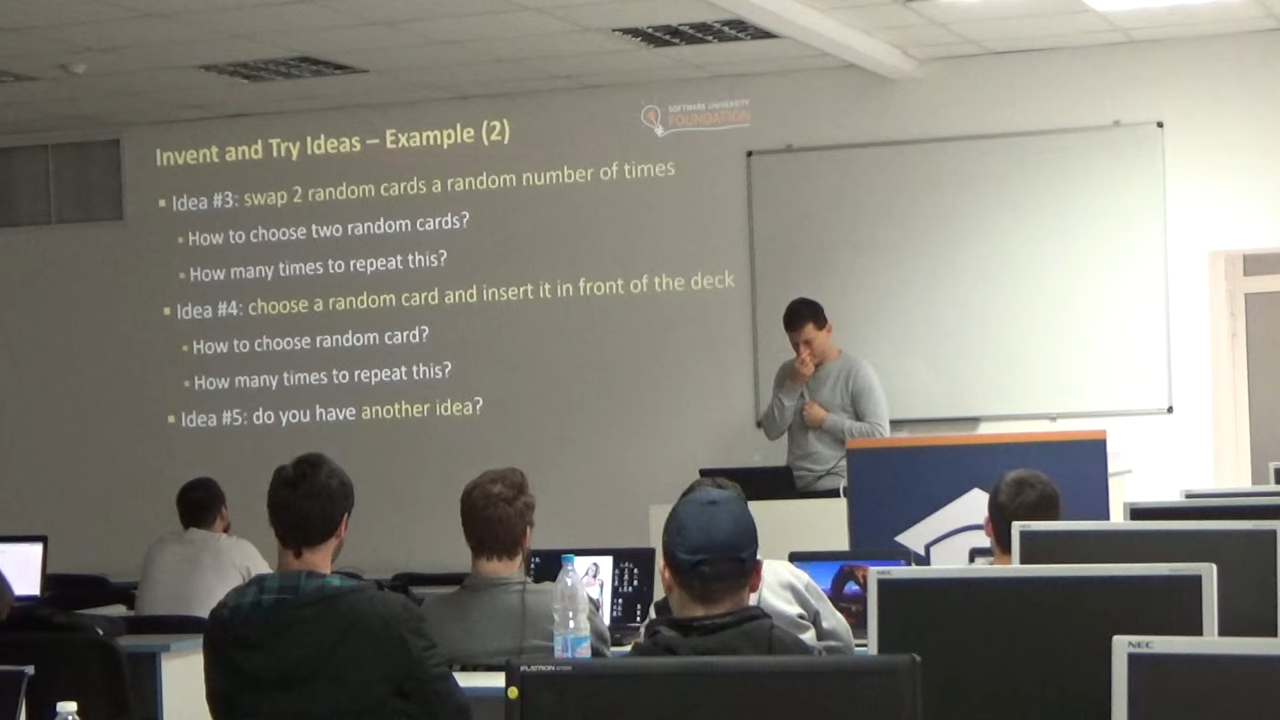 SOFTWARE UNIVERSITY
FOUNDATION
Invent and Try Ideas – Example (2)
▪ Idea #3: swap 2 random cards a random number of times
▪ How to choose two random cards?
▪ How many times to repeat this?
▪ Idea #4: choose a random card and insert it in front of the deck
▪ How to choose random card?
▪ How many times to repeat this?
▪ Idea #5: do you have another idea?
NEC
NEC
FLATRON